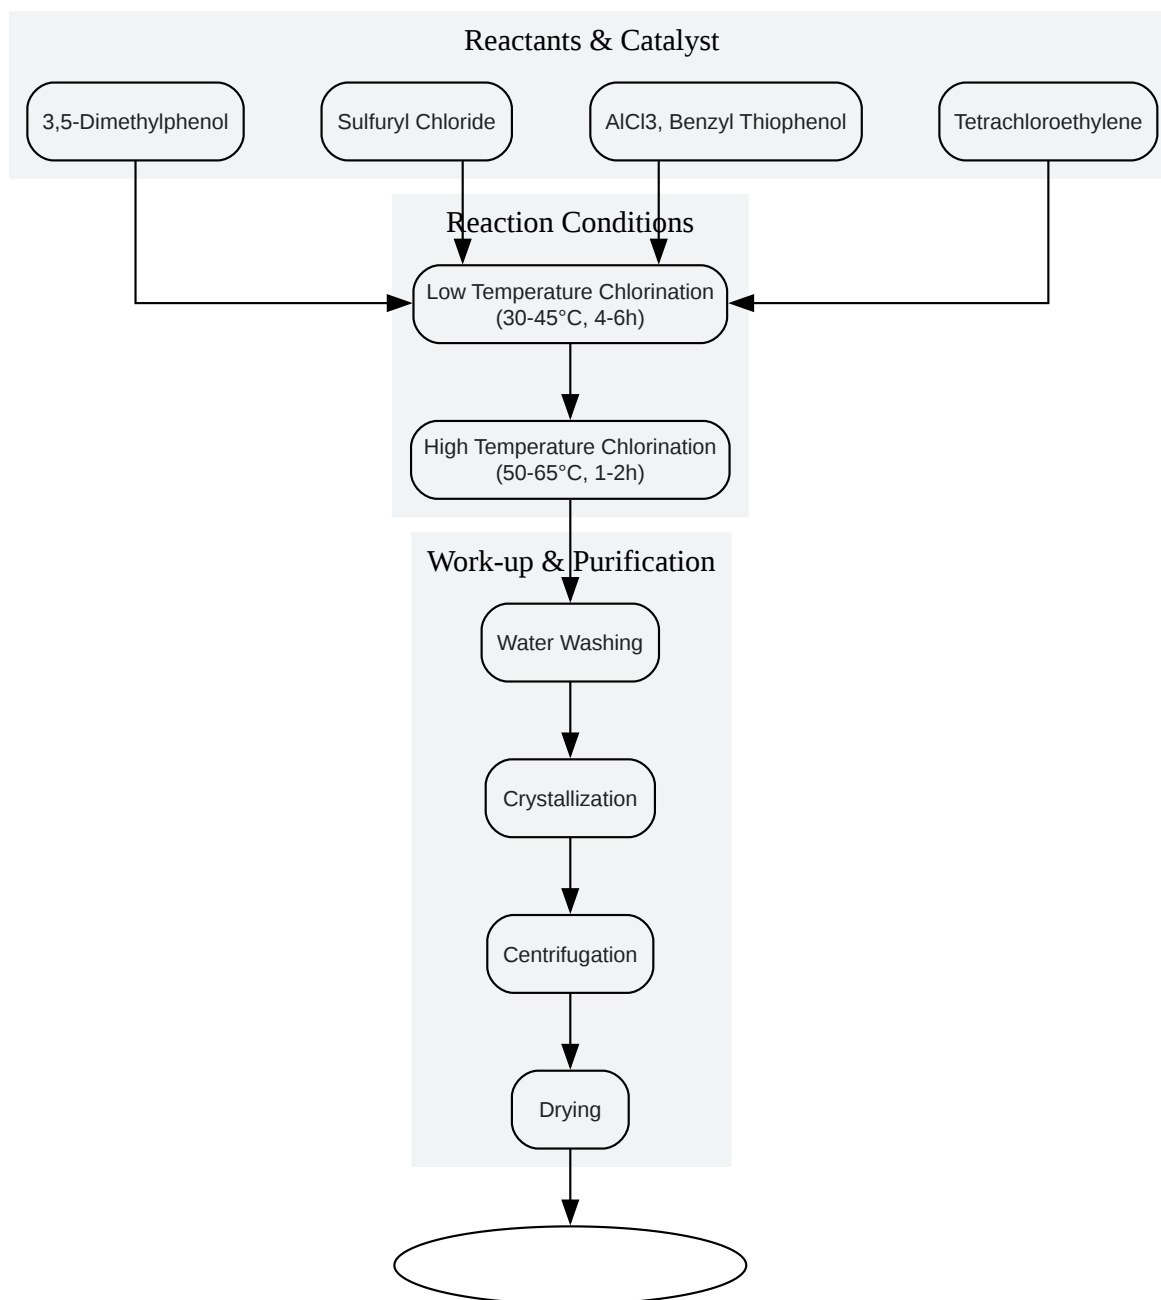 Reactants & Catalyst
3,5-Dimethylphenol
Sulfuryl Chloride
AlCl3, Benzyl Thiophenol
Tetrachloroethylene
Reaction Conditions
Low Temperature Chlorination
(30-45°C, 4-6h)
High Temperature Chlorination
(50-65°C, 1-2h)
Work-up & Purification
Water Washing
Crystallization
Centrifugation
Drying